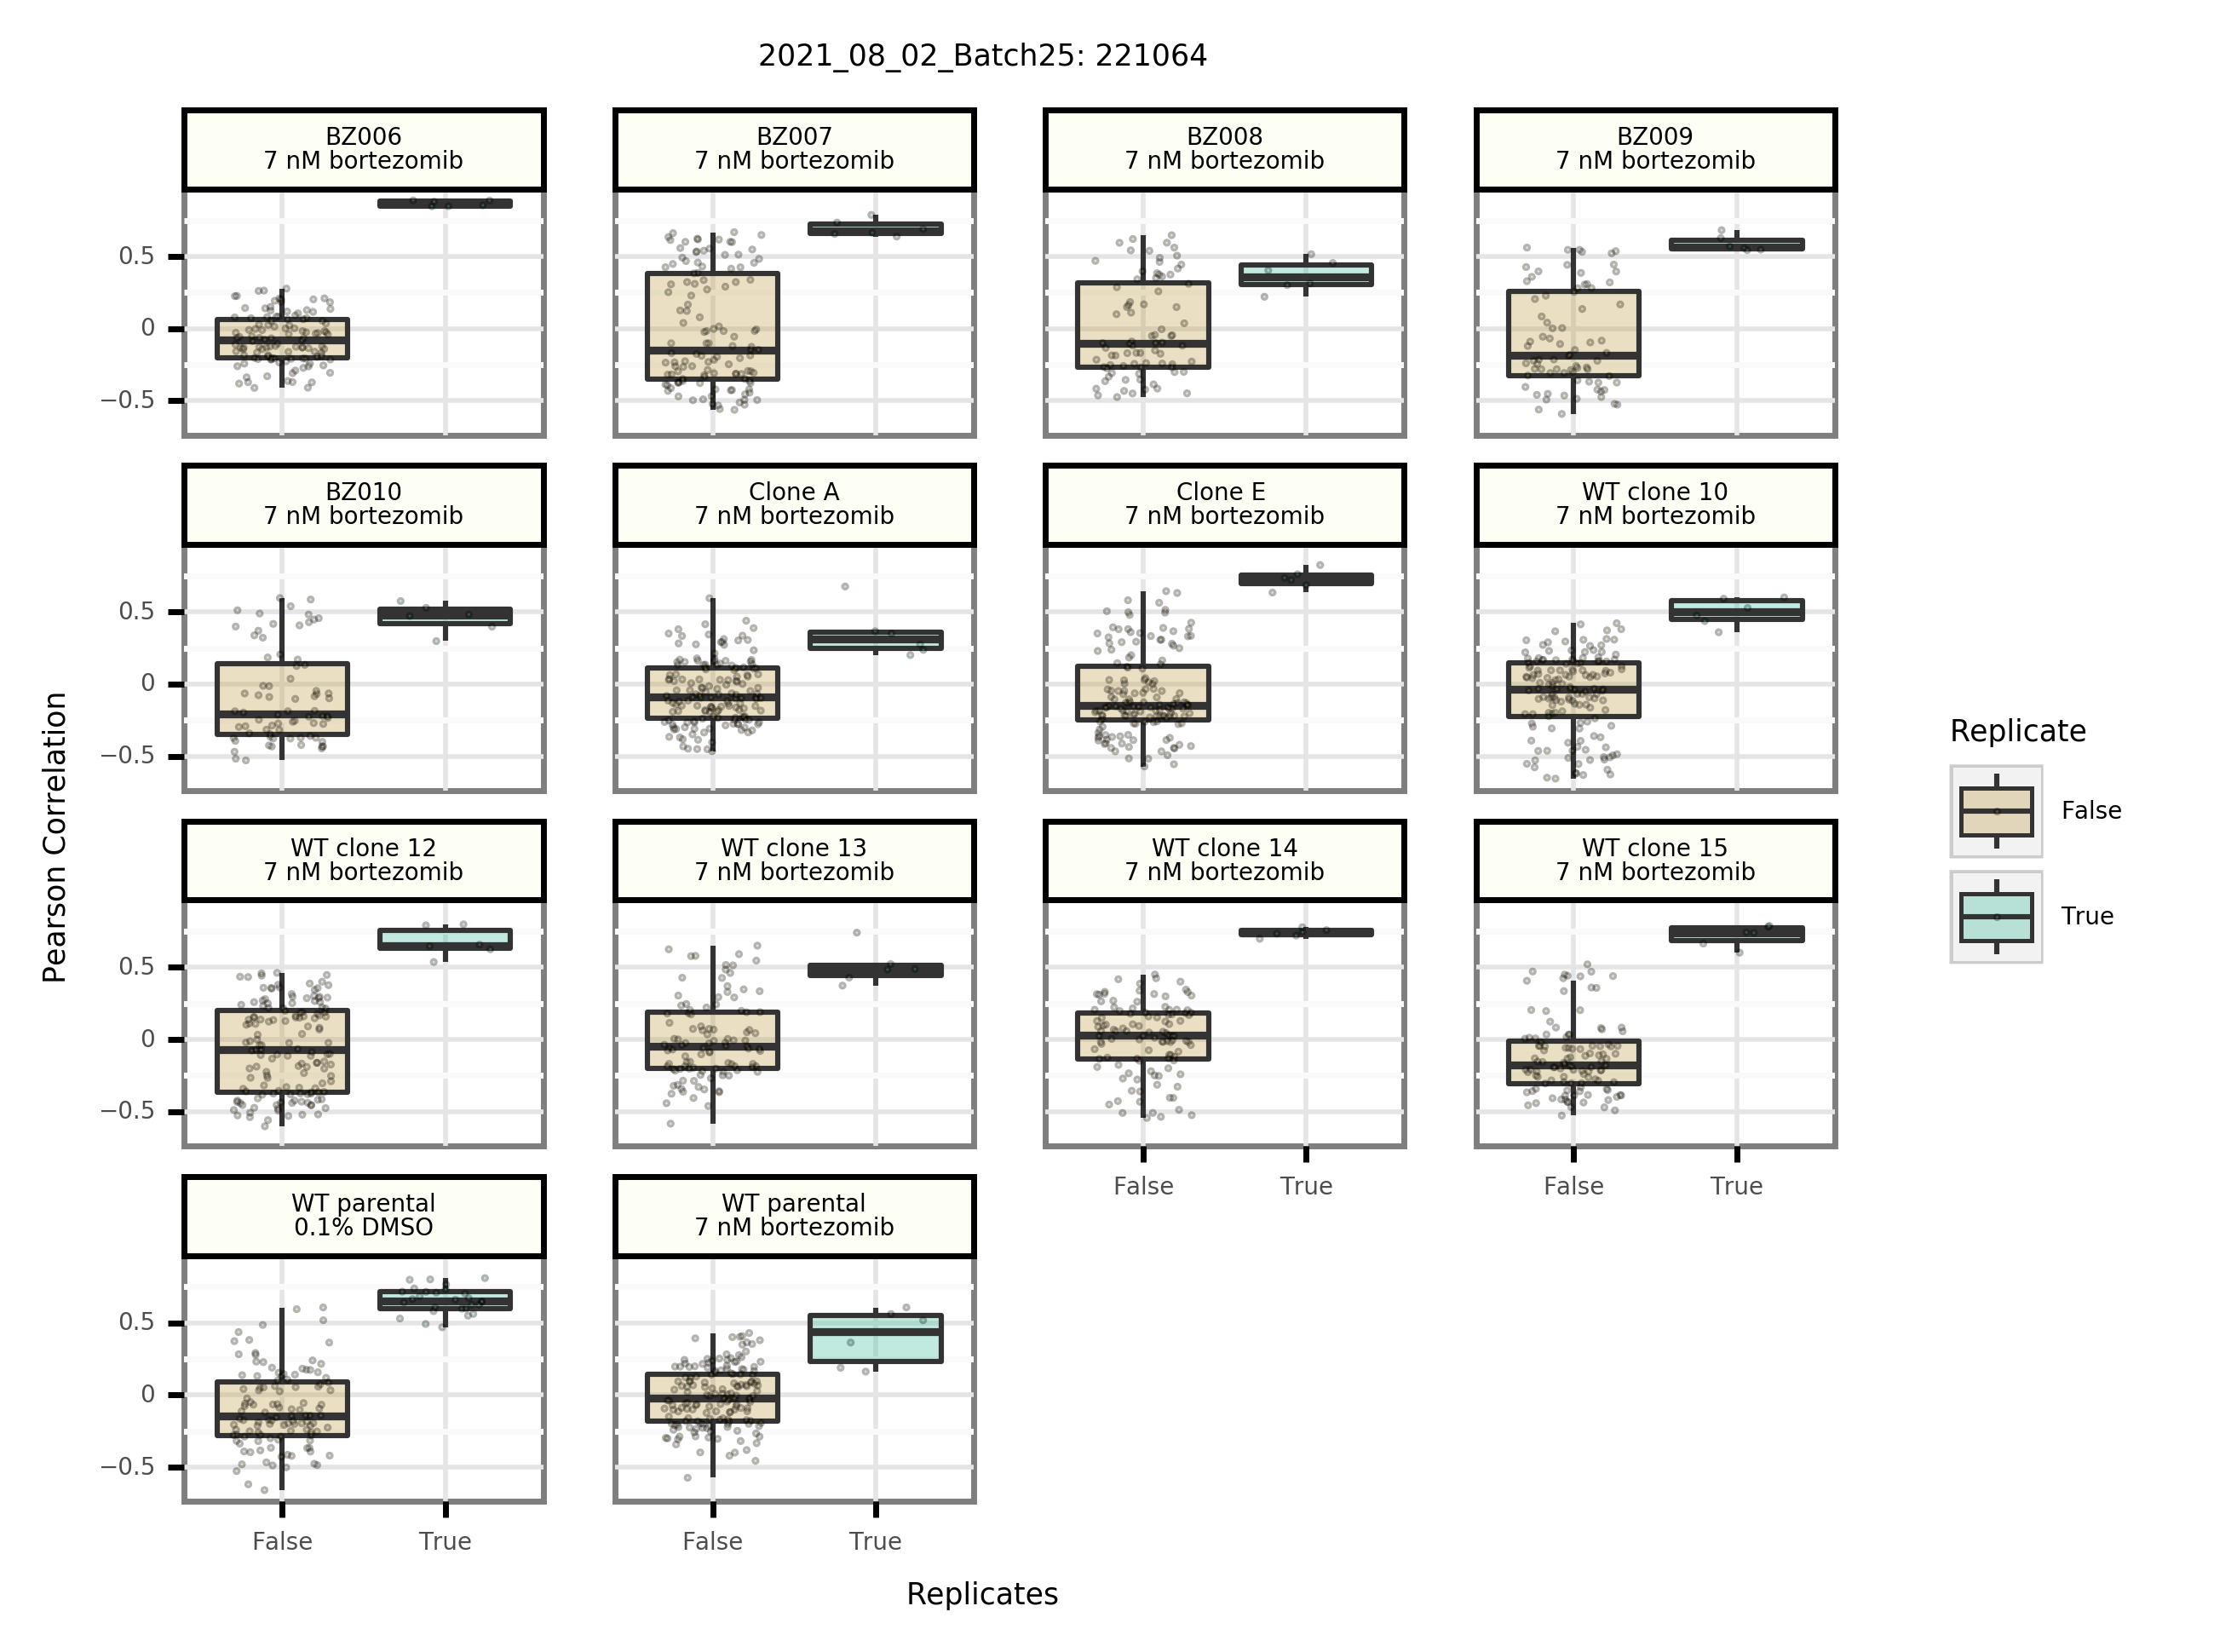 2021_08_02_Batch25: 221064
BZ006
7 nM bortezomib
BZ007
7 nM bortezomib
BZ008
7 nM bortezomib
BZ009
7 nM bortezomib
0.5
0
−0.5
BZ010
7 nM bortezomib
Clone A
7 nM bortezomib
Clone E
7 nM bortezomib
WT clone 10
7 nM bortezomib
0.5
0
−0.5
WT clone 12
7 nM bortezomib
WT clone 13
7 nM bortezomib
WT clone 14
7 nM bortezomib
WT clone 15
7 nM bortezomib
0.5
0
−0.5
False
True
False
True
WT parental
0.1% DMSO
WT parental
7 nM bortezomib
0.5
0
−0.5
False
True
False
True
Pearson Correlation
Replicates
Replicate
False
True